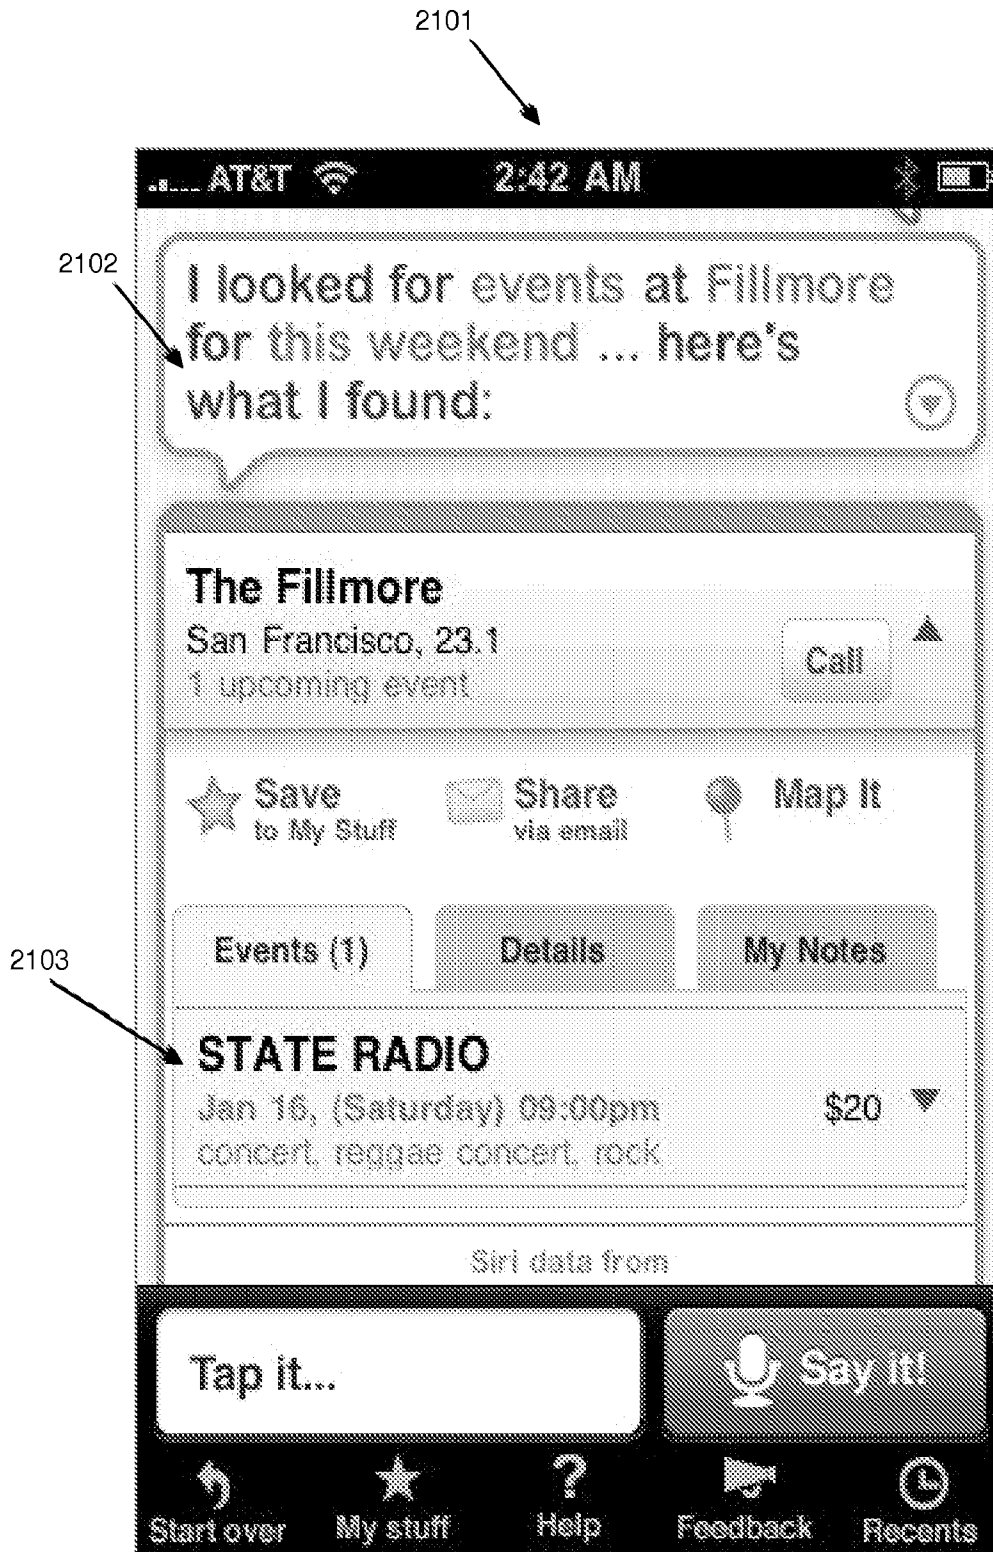 2101
AT&T 2:42 AM
2102
I looked for events at Fillmore
for this weekend ... here's
what I found:
The Fillmore
San Francisco, 23.1
1 upcoming event
Call
Save
to My Stuff
Share
via email
Map It
Events (1) Details My Notes
2103
STATE RADIO
Jan 16, (Saturday) 09:00pm
$20
concert, reggae concert, rock
Siri data from
Tap it... Say it!
Start over My stuff Help Feedback Recents